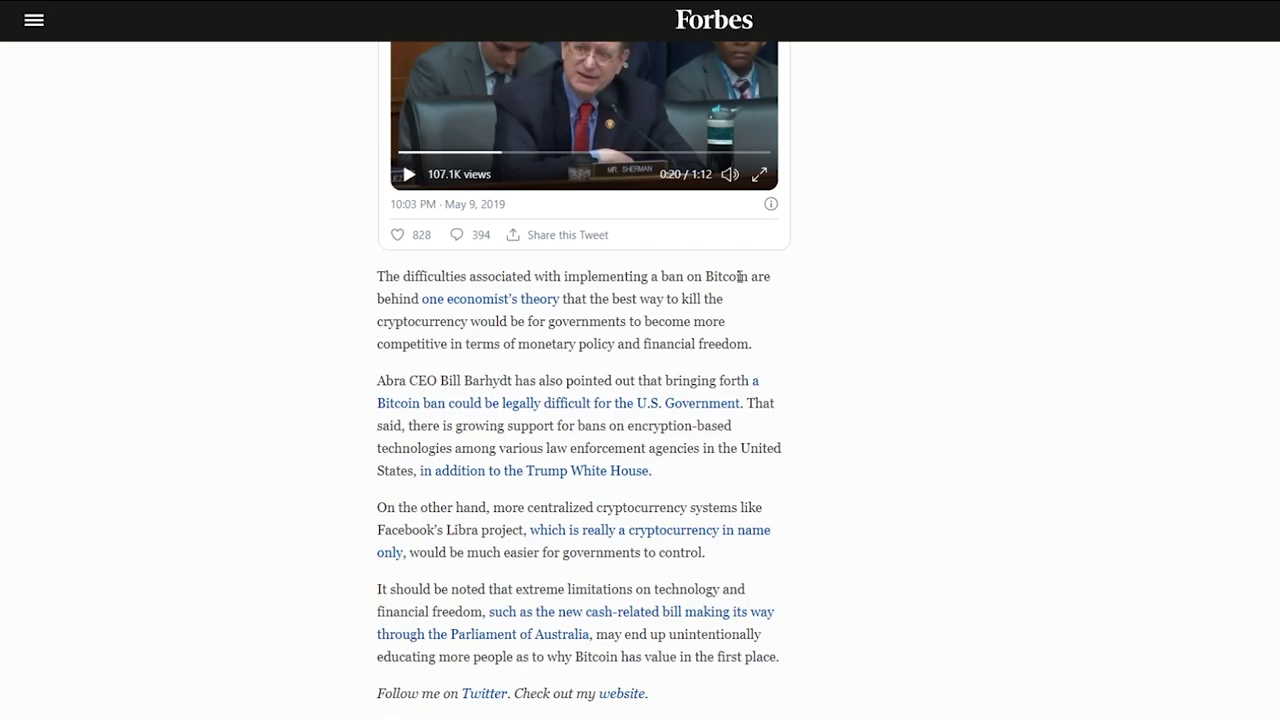 Forbes
107.1K views
MR. SHERMAN
0:20 / 1:12
10:03 PM · May 9, 2019
828
394
Share this Tweet
The difficulties associated with implementing a ban on Bitcoin are
behind one economist's theory that the best way to kill the
cryptocurrency would be for governments to become more
competitive in terms of monetary policy and financial freedom.
Abra CEO Bill Barhydt has also pointed out that bringing forth a
Bitcoin ban could be legally difficult for the U.S. Government. That
said, there is growing support for bans on encryption-based
technologies among various law enforcement agencies in the United
States, in addition to the Trump White House.
On the other hand, more centralized cryptocurrency systems like
Facebook's Libra project, which is really a cryptocurrency in name
only, would be much easier for governments to control.
It should be noted that extreme limitations on technology and
financial freedom, such as the new cash-related bill making its way
through the Parliament of Australia, may end up unintentionally
educating more people as to why Bitcoin has value in the first place.
Follow me on Twitter. Check out my website.